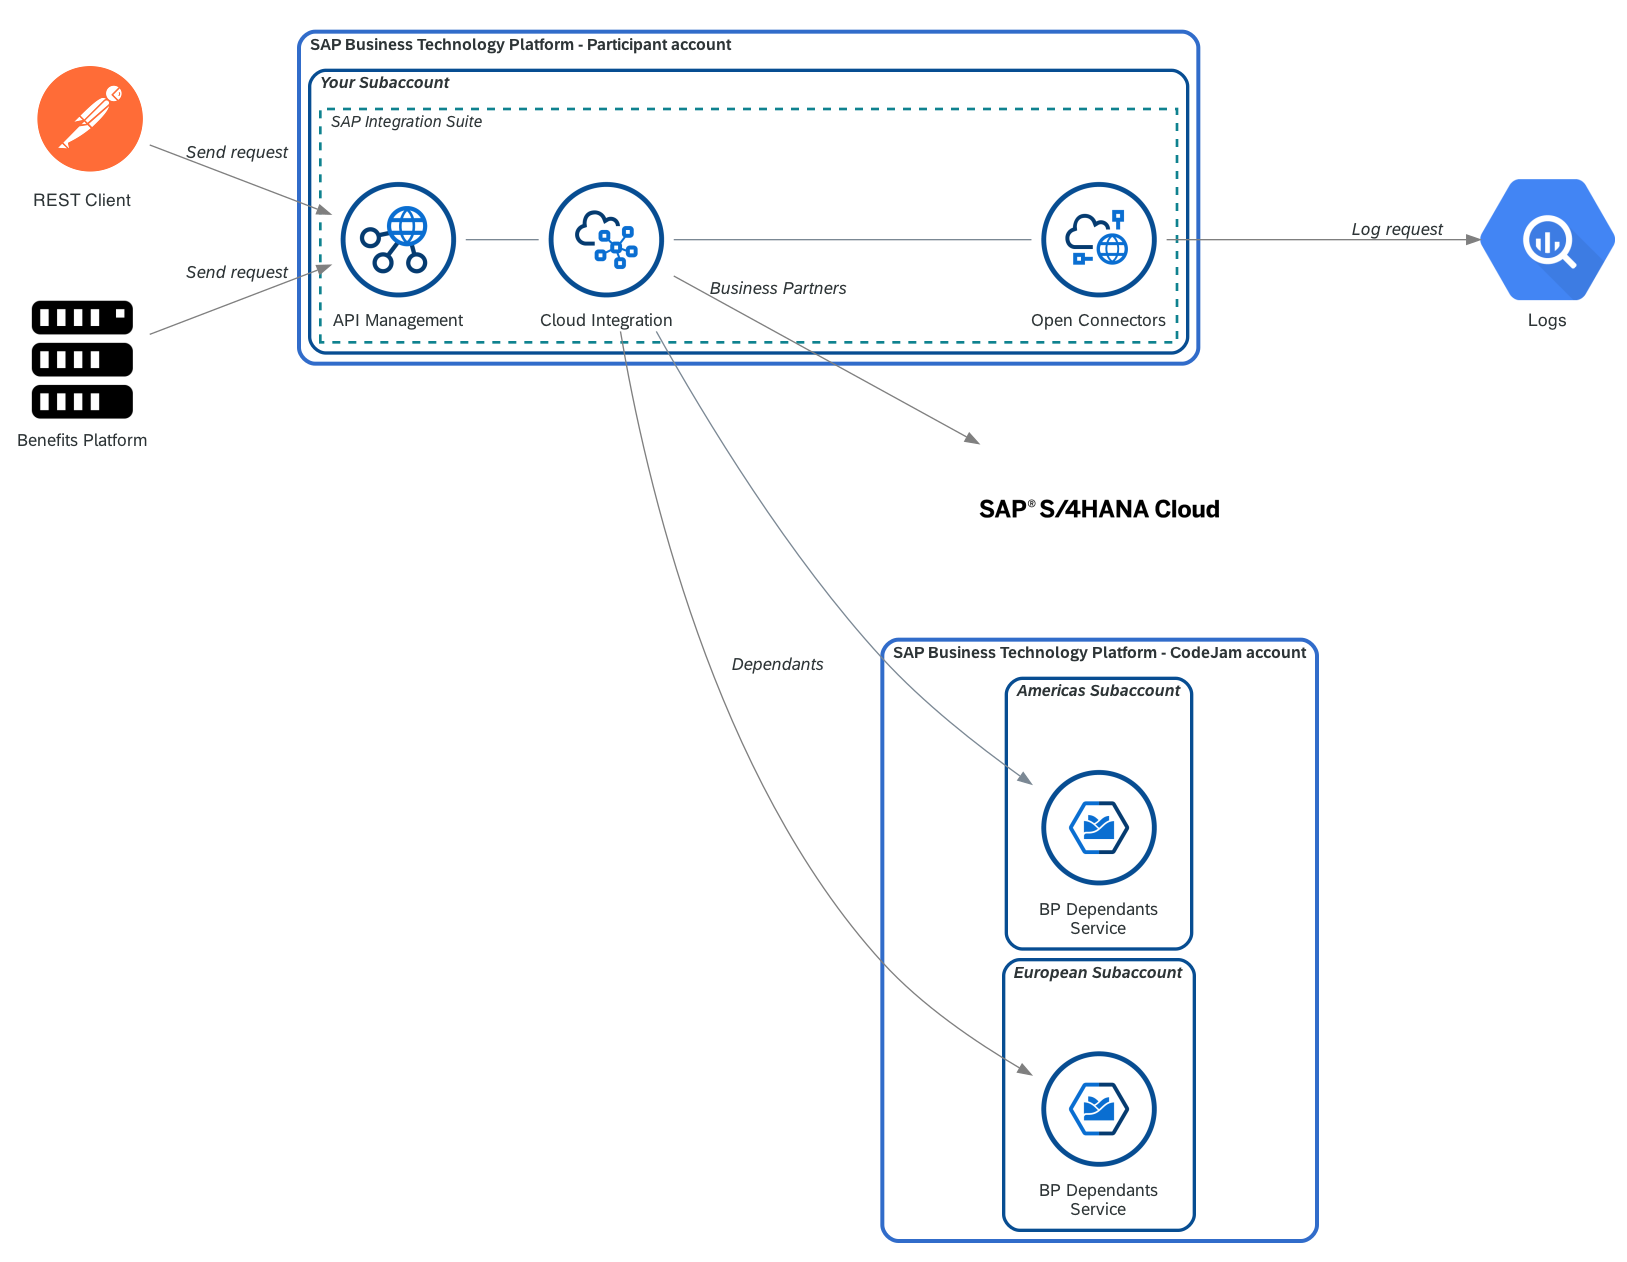 SAP Business Technology Platform - Participant account
Your Subaccount
SAP Integration Suite
Send request
REST Client
Log request
Send request
Business Partners
API Management
Cloud Integration
Open Connectors
Logs
Benefits Platform
SAP® S/4HANA Cloud
Dependants
SAP Business Technology Platform - CodeJam account
Americas Subaccount
BP Dependants
Service
European Subaccount
BP Dependants
Service